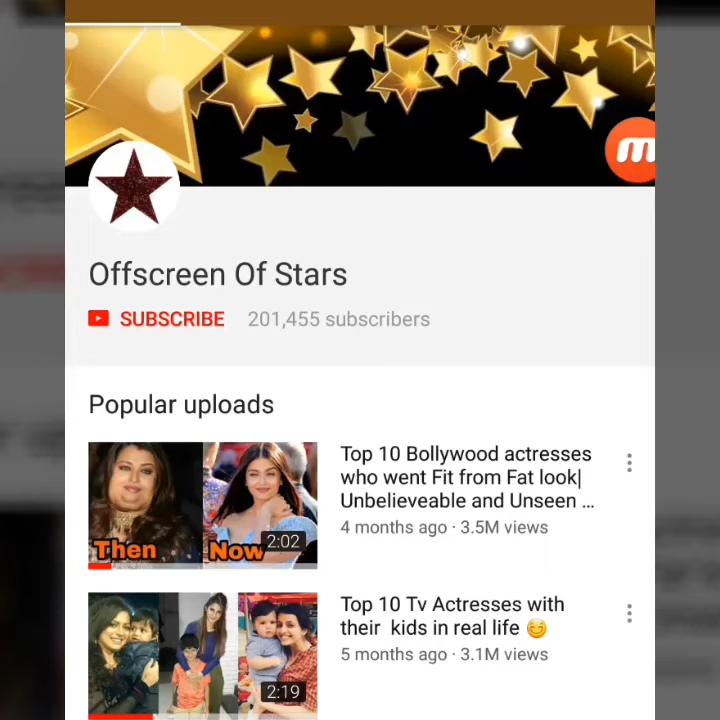 m
Offscreen Of Stars
SUBSCRIBE 201,455 subscribers
Popular uploads
Top 10 Bollywood actresses
who went Fit from Fat look|
Unbelieveable and Unseen ...
4 months ago · 3.5M views
Then Now 2:02
Top 10 Tv Actresses with
their kids in real life 😊
5 months ago · 3.1M views
2:19